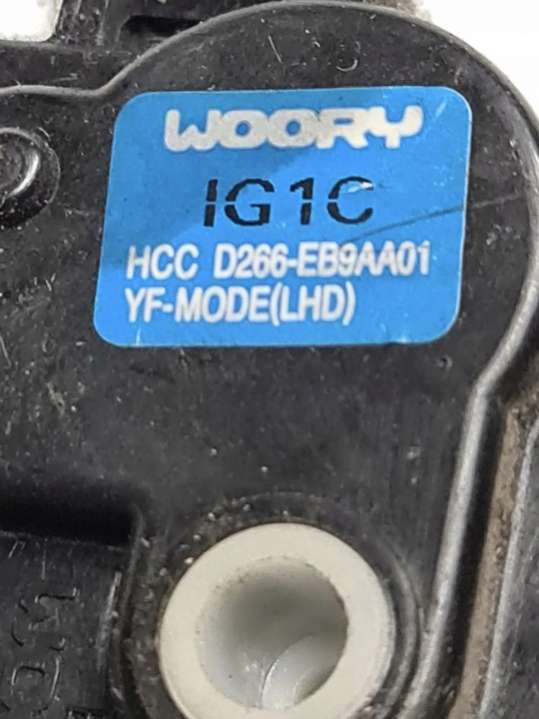 WOORY
IG1C
HCC D266-EB9AA01
YF-MODE(LHD)